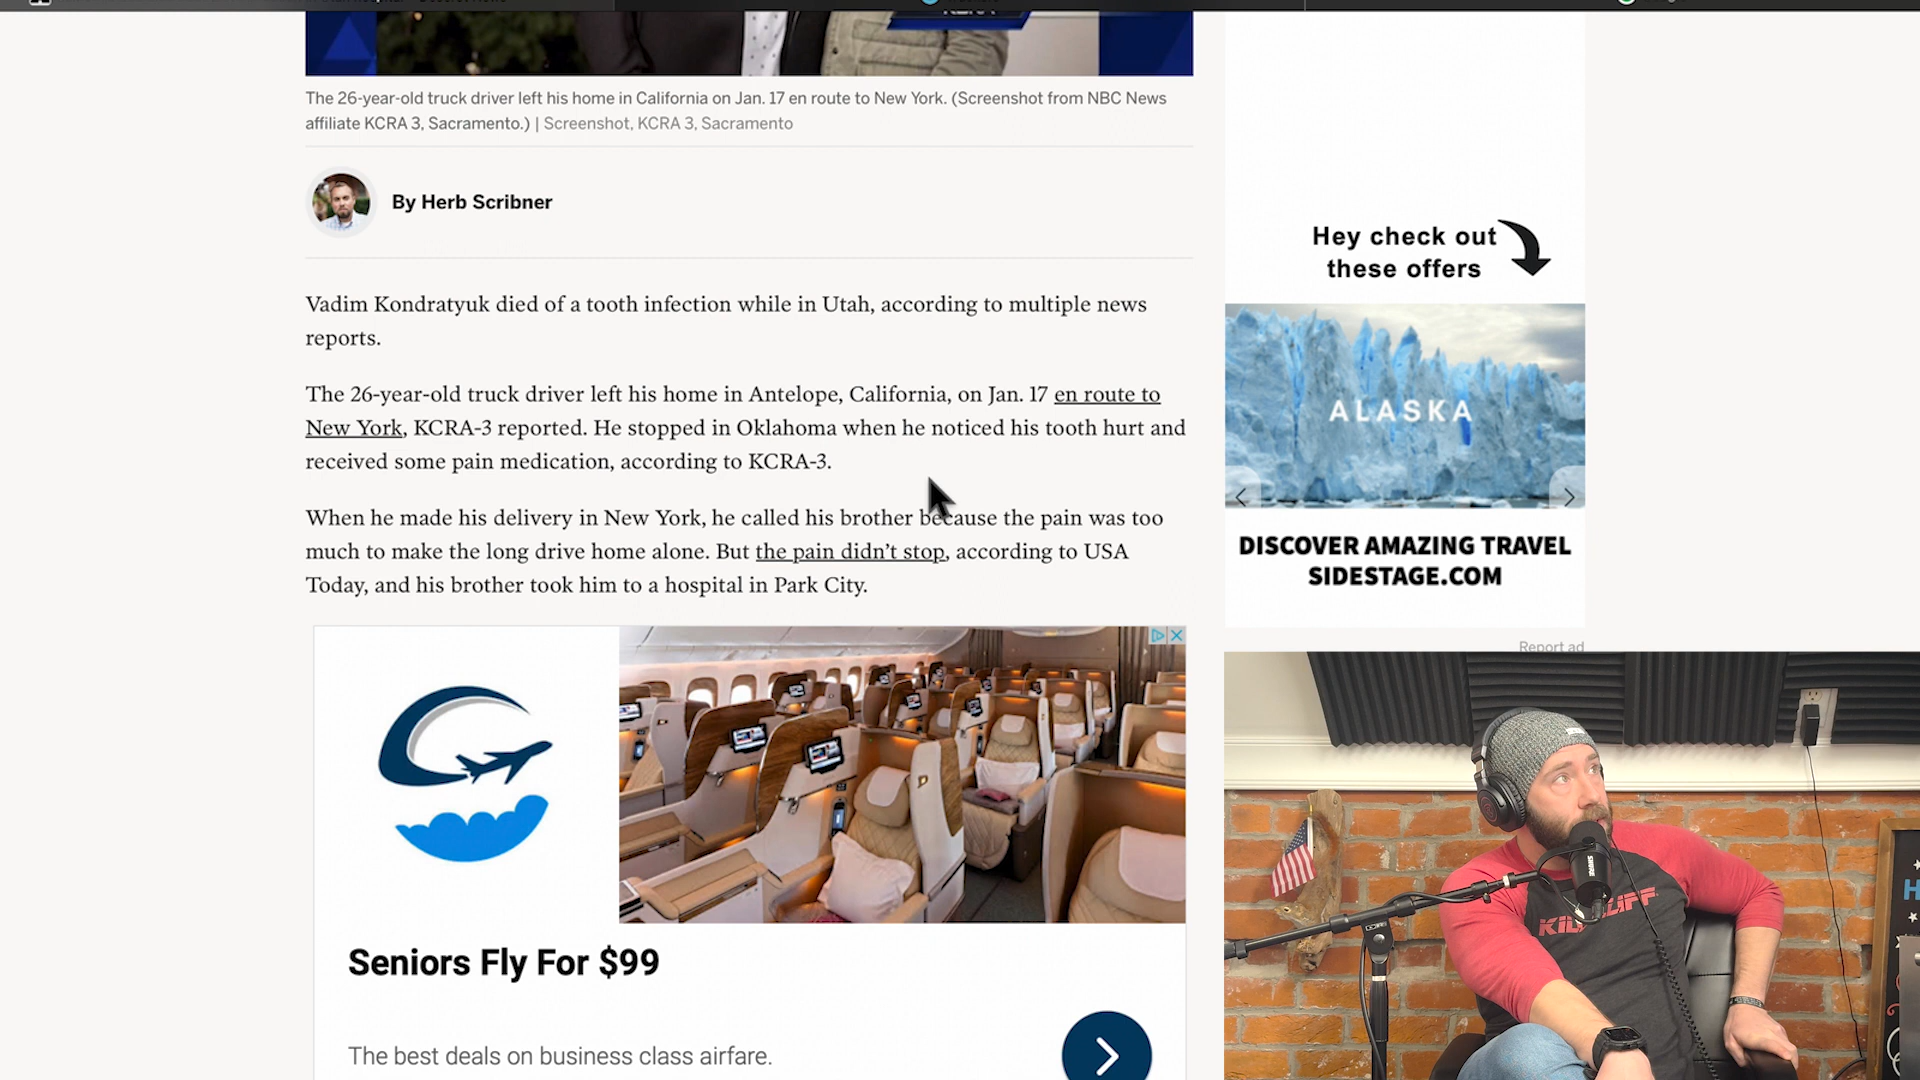 The 26-year-old truck driver left his home in California on Jan. 17 en route to New York. (Screenshot from NBC News
affiliate KCRA 3, Sacramento.) | Screenshot, KCRA 3, Sacramento
By Herb Scribner
Vadim Kondratyuk died of a tooth infection while in Utah, according to multiple news
reports.
The 26-year-old truck driver left his home in Antelope, California, on Jan. 17 en route to
New York, KCRA-3 reported. He stopped in Oklahoma when he noticed his tooth hurt and
received some pain medication, according to KCRA-3.
When he made his delivery in New York, he called his brother because the pain was too
much to make the long drive home alone. But the pain didn’t stop, according to USA
Today, and his brother took him to a hospital in Park City.
Seniors Fly For $99
The best deals on business class airfare.
Hey check out
these offers
ALASKA
DISCOVER AMAZING TRAVEL
SIDESTAGE.COM
Report ad